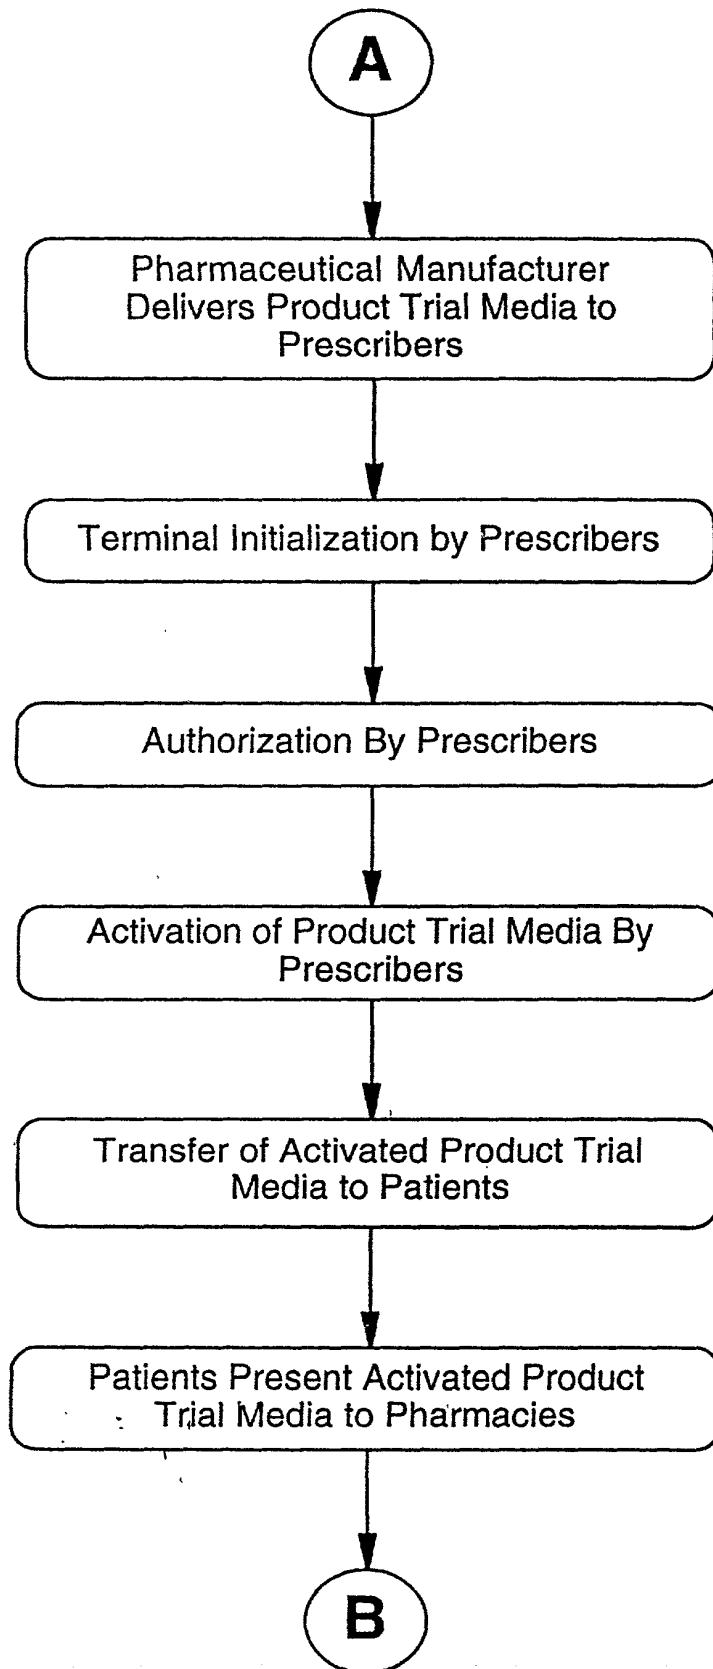 A
Pharmaceutical Manufacturer
Delivers Product Trial Media to
Prescribers
Terminal Initialization by Prescribers
Authorization By Prescribers
Activation of Product Trial Media By
Prescribers
Transfer of Activated Product Trial
Media to Patients
Patients Present Activated Product
Trial Media to Pharmacies
B